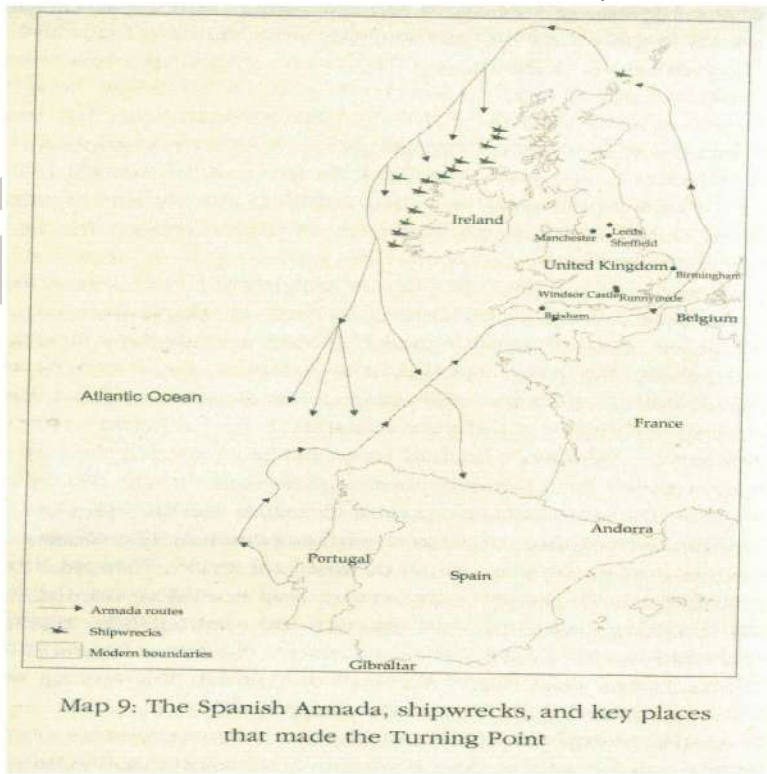 Ireland
Leeds
Manchester
Sheffield
United Kingdom
Birmingham
Windsor Castle
Runnymede
Brixham
Belgium
Atlantic Ocean
France
Andorra
Portugal
Spain
Armada routes
Shipwrecks
Modern boundaries
Gibraltar
Map 9: The Spanish Armada, shipwrecks, and key places
that made the Turning Point